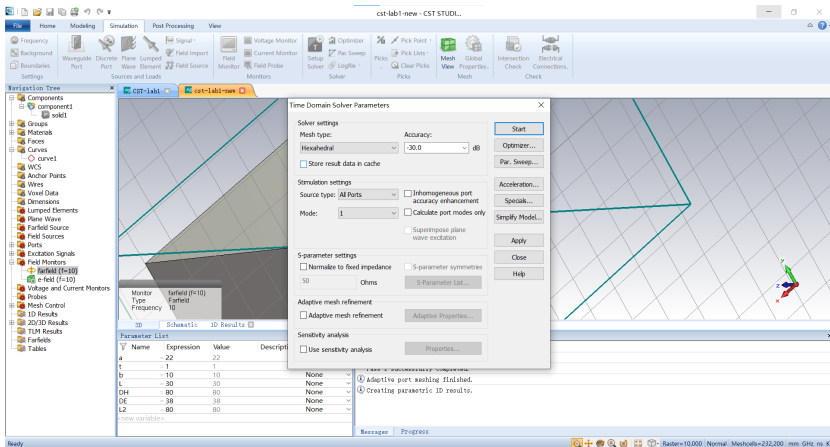 cst-lab1-new - CST STUDI...
File Home Modeling Simulation Post Processing View
Frequency
Background
Boundaries
Settings
Waveguide Port
Discrete Port
Plane Wave
Lumped Element
Signal
Field Import
Field Source
Sources and Loads
Field Monitor
Voltage Monitor
Current Monitor
Field Probe
Monitors
Setup Solver
Optimizer
Par. Sweep
Logfile
Solver
Picks
Pick Point
Pick Lists
Clear Picks
Picks
Mesh View
Global Properties
Mesh
Intersection Check
Electrical Connections
Check
Navigation Tree
Components
component1
solid1
Groups
Materials
Faces
Curves
curve1
WCS
Anchor Points
Wires
Voxel Data
Dimensions
Lumped Elements
Plane Wave
Farfield Source
Field Sources
Ports
Excitation Signals
Field Monitors
farfield (f=10)
e-field (f=10)
Voltage and Current Monitors
Probes
Mesh Control
1D Results
2D/3D Results
TLM Results
Farfields
Tables
CST-lab1 cst-lab1-new
Monitor farfield (f=10)
Type Farfield
Frequency 10
y
z
x
3D Schematic 1D Results
Time Domain Solver Parameters
Solver settings
Mesh type: Accuracy:
Hexahedral -30.0 dB
Store result data in cache
Stimulation settings
Source type: All Ports
Mode: 1
Inhomogeneous port accuracy enhancement
Calculate port modes only
Superimpose plane wave excitation
S-parameter settings
Normalize to fixed impedance
50 Ohms
S-parameter symmetries
S-Parameter List...
Adaptive mesh refinement
Adaptive mesh refinement Adaptive Properties...
Sensitivity analysis
Use sensitivity analysis Properties...
Start
Optimizer...
Par. Sweep...
Acceleration...
Specials...
Simplify Model...
Apply
Close
Help
Parameter List
Name Expression Value Descripti
a = 22 22
t = 1 1
b = 10 10 None
L = 30 30 None
DH = 80 80 None
DE = 38 38 None
L2 = 80 80 None
<new variable>
Pass 1 successfully completed
Adaptive port meshing finished.
Creating parametric 1D results.
Messages Progress
Ready
Raster=10,000 Normal Meshcells=232,200 mm GHz ns K